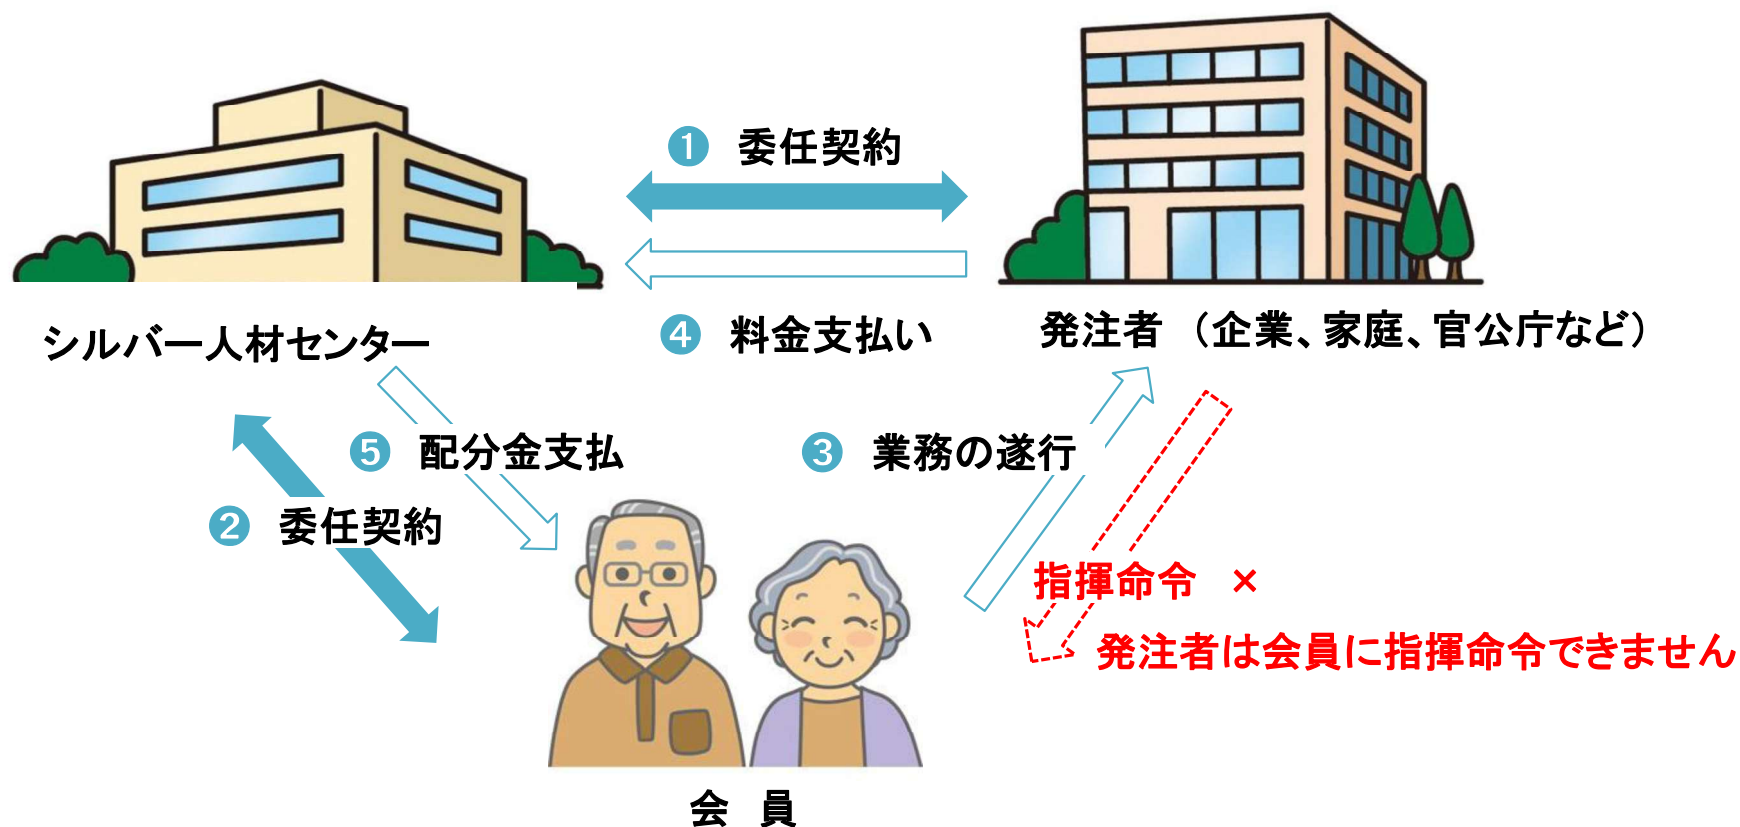 ❶ 委任契約
❹ 料金支払い
シルバー人材センター
発注者 （企業、家庭、官公庁など）
❺ 配分金支払
❸ 業務の遂行
❷ 委任契約
指揮命令 ×
発注者は会員に指揮命令できません
会 員